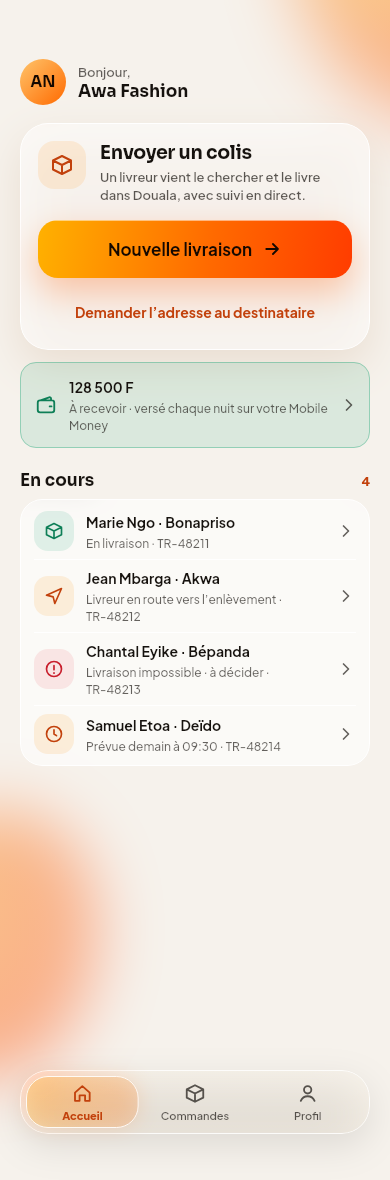 AN
Bonjour,
Awa Fashion
Envoyer un colis
Un livreur vient le chercher et le livre
dans Douala, avec suivi en direct.
Nouvelle livraison →
Demander l’adresse au destinataire
128 500 F
À recevoir · versé chaque nuit sur votre Mobile
Money
En cours
4
Marie Ngo · Bonapriso
En livraison · TR-48211
Jean Mbarga · Akwa
Livreur en route vers l’enlèvement ·
TR-48212
Chantal Eyike · Bépanda
Livraison impossible · à décider ·
TR-48213
Samuel Etoa · Deïdo
Prévue demain à 09:30 · TR-48214
Accueil
Commandes
Profil